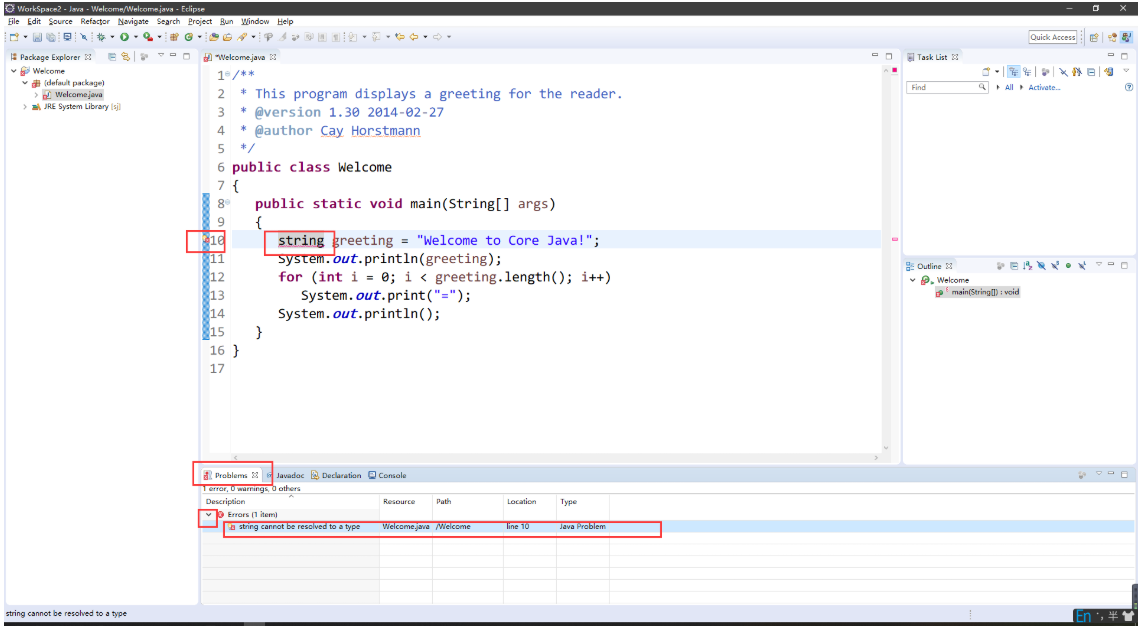 WorkSpace2 - Java - Welcome/Welcome.java - Eclipse
File Edit Source Refactor Navigate Search Project Run Window Help
Quick Access
Package Explorer
Welcome
(default package)
Welcome.java
JRE System Library (sj)
*Welcome.java
1 /**
2 * This program displays a greeting for the reader.
3 * @version 1.30 2014-02-27
4 * @author Cay Horstmann
5 */
6 public class Welcome
7 {
8 public static void main(String[] args)
9 {
10 string greeting = "Welcome to Core Java!";
11 System.out.println(greeting);
12 for (int i = 0; i < greeting.length(); i++)
13 System.out.print("=");
14 System.out.println();
15 }
16 }
17
Task List
Find All Activate...
Outline
Welcome
main(String[]) : void
Problems Javadoc Declaration Console
1 error, 0 warnings, 0 others
Description Resource Path Location Type
Errors (1 item)
string cannot be resolved to a type Welcome.java /Welcome line 10 Java Problem
string cannot be resolved to a type
En 半